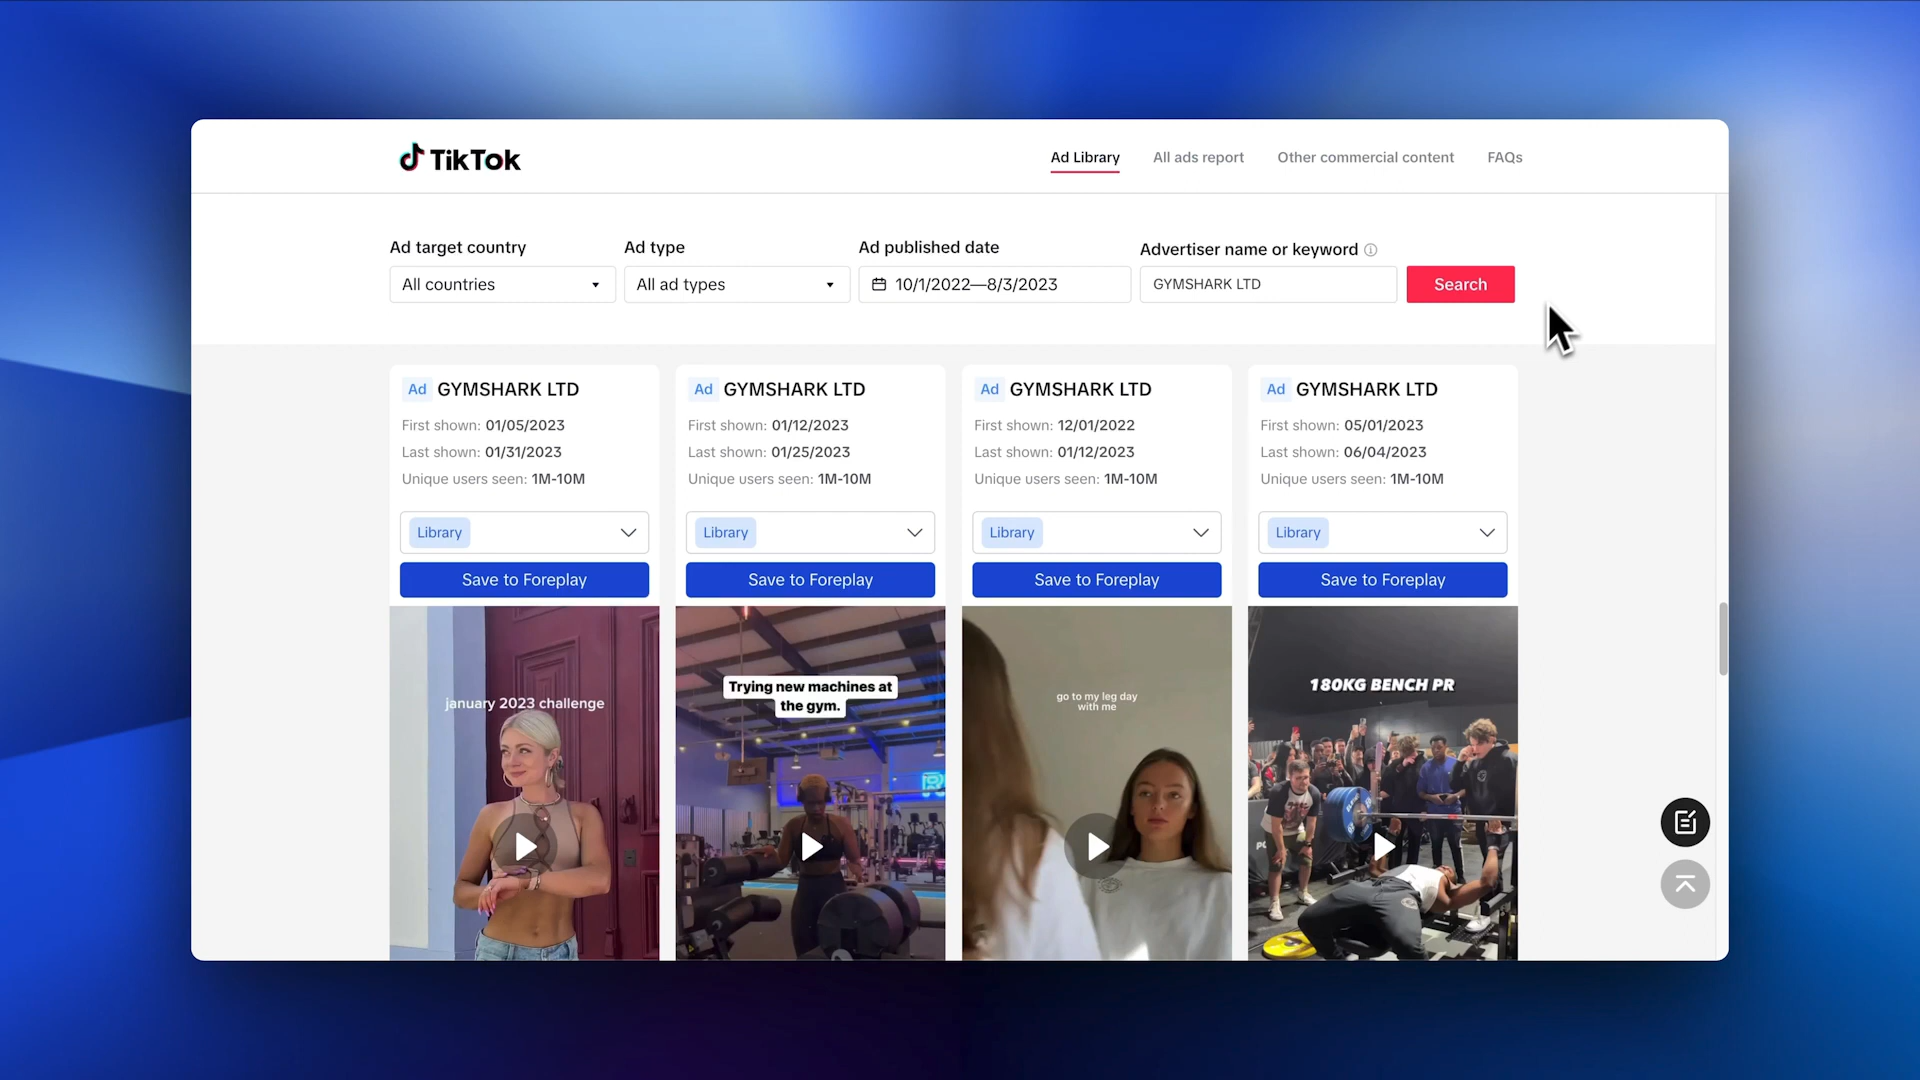 TikTok
Ad Library
All ads report
Other commercial content
FAQs
Ad target country
Ad type
Ad published date
Advertiser name or keyword
All countries
All ad types
10/1/2022—8/3/2023
GYMSHARK LTD
Search
Ad GYMSHARK LTD
First shown: 01/05/2023
Last shown: 01/31/2023
Unique users seen: 1M-10M
Library
Save to Foreplay
january 2023 challenge
Ad GYMSHARK LTD
First shown: 01/12/2023
Last shown: 01/25/2023
Unique users seen: 1M-10M
Library
Save to Foreplay
Trying new machines at
the gym.
Ad GYMSHARK LTD
First shown: 12/01/2022
Last shown: 01/12/2023
Unique users seen: 1M-10M
Library
Save to Foreplay
go to my leg day
with me
Ad GYMSHARK LTD
First shown: 05/01/2023
Last shown: 06/04/2023
Unique users seen: 1M-10M
Library
Save to Foreplay
180KG BENCH PR